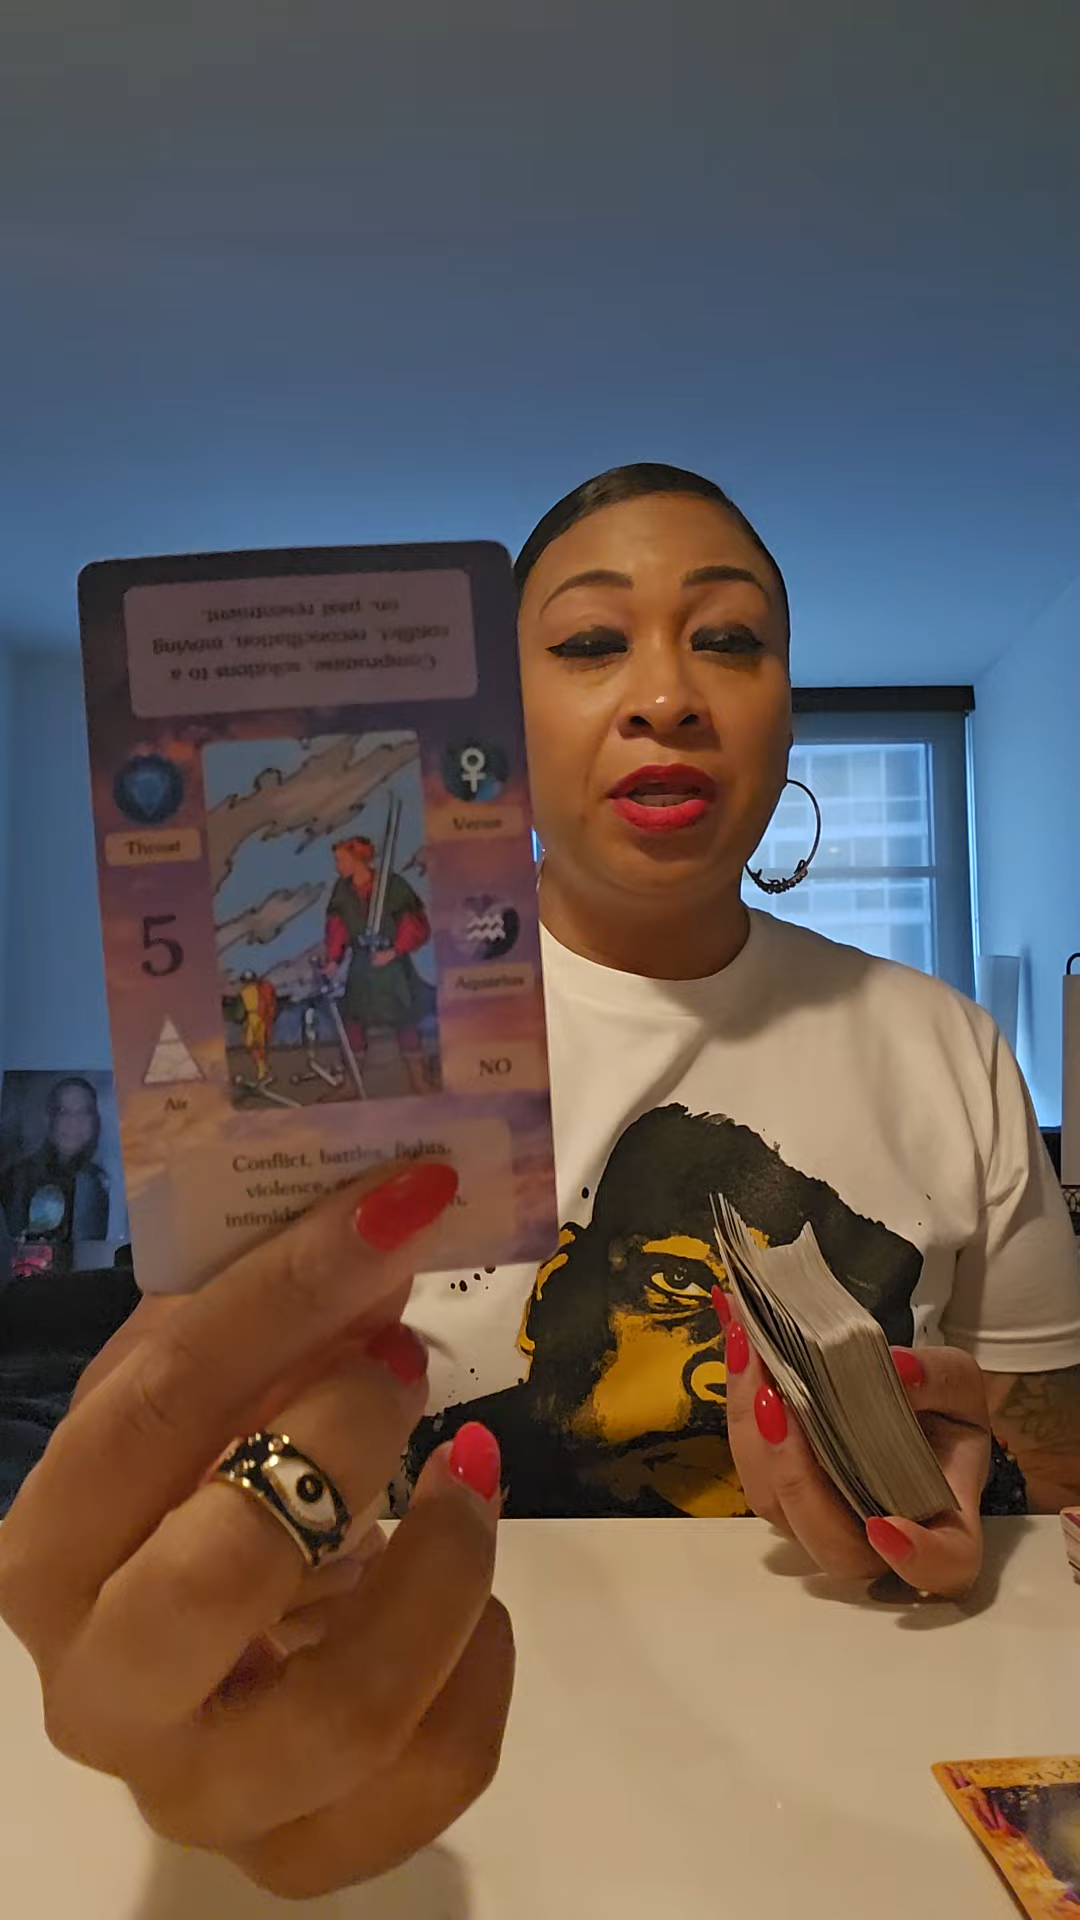 Compromise, solutions to a
conflict, reconciliation, moving
on, past resentment.
Throat
Venus
5
Aquarius
NO
Air
Conflict, battles, fights,
violence,